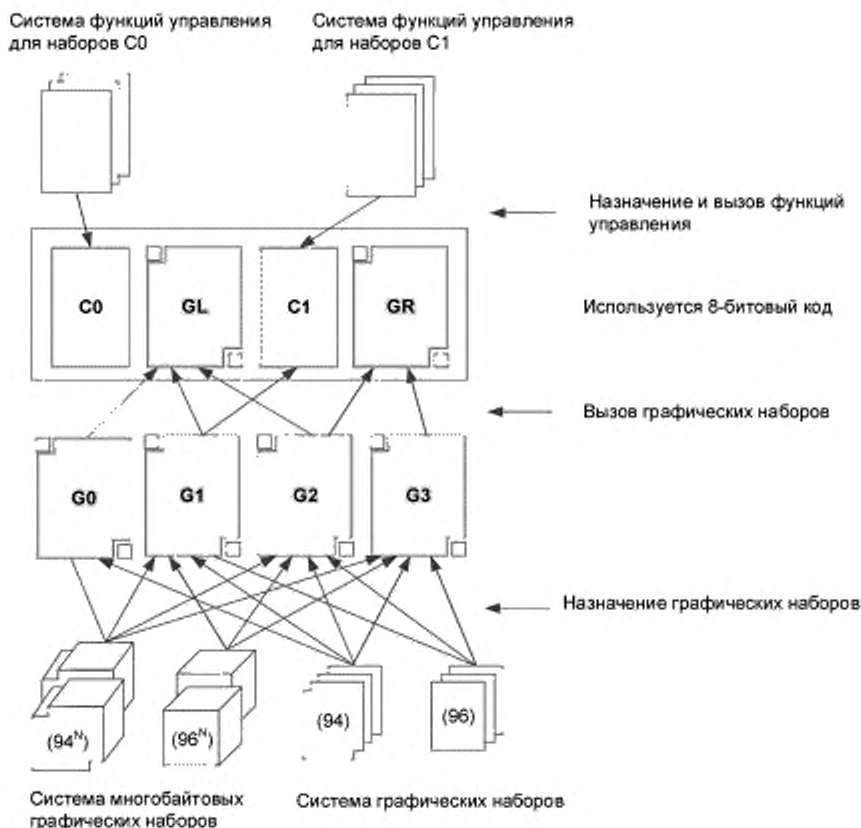 Система функций управления
для наборов C0
Система функций управления
для наборов C1
Назначение и вызов функций
управления
C0
GL
C1
GR
Используется 8-битовый код
Вызов графических наборов
G0
G1
G2
G3
Назначение графических наборов
(94ᴺ)
(96ᴺ)
(94)
(96)
Система многобайтовых
графических наборов
Система графических наборов